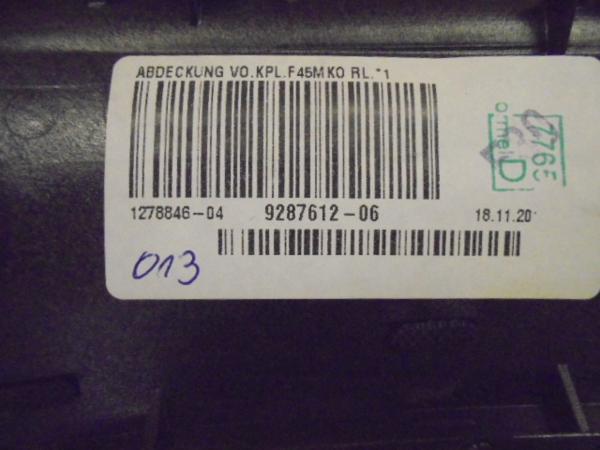 ABDECKUNG VO.KPL.F45MKO RL.*1
1278846-04 9287612-06 18.11.20
013
D